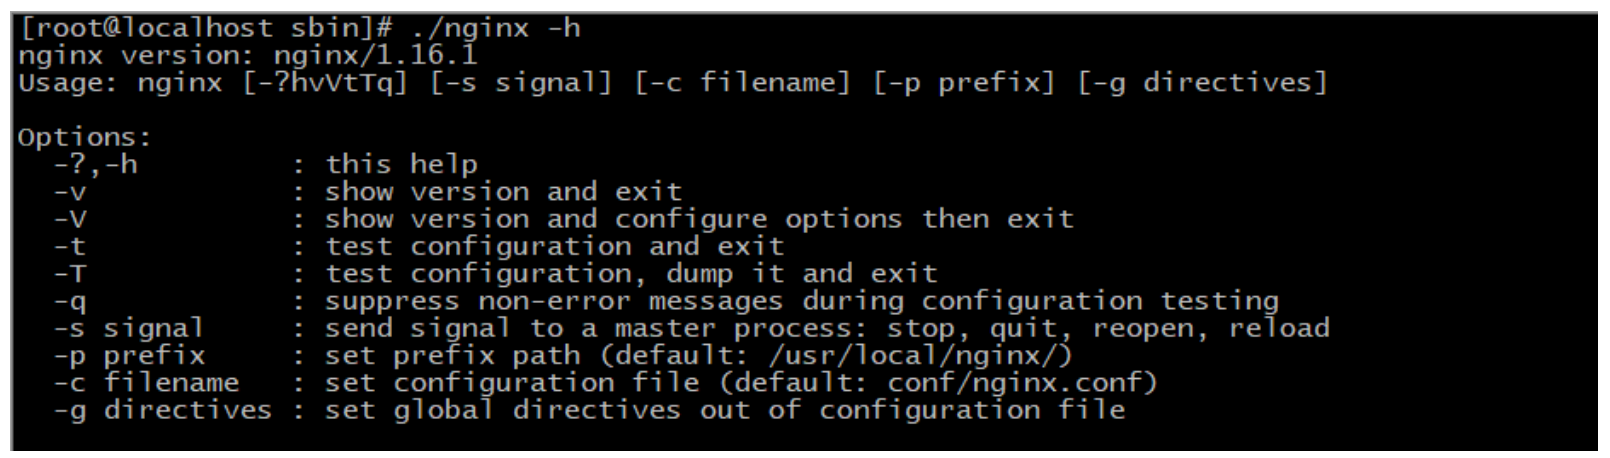 [root@localhost sbin]# ./nginx -h
nginx version: nginx/1.16.1
Usage: nginx [-?hvVtTq] [-s signal] [-c filename] [-p prefix] [-g directives]

Options:
  -?,-h         : this help
  -v            : show version and exit
  -V            : show version and configure options then exit
  -t            : test configuration and exit
  -T            : test configuration, dump it and exit
  -q            : suppress non-error messages during configuration testing
  -s signal     : send signal to a master process: stop, quit, reopen, reload
  -p prefix     : set prefix path (default: /usr/local/nginx/)
  -c filename   : set configuration file (default: conf/nginx.conf)
  -g directives : set global directives out of configuration file